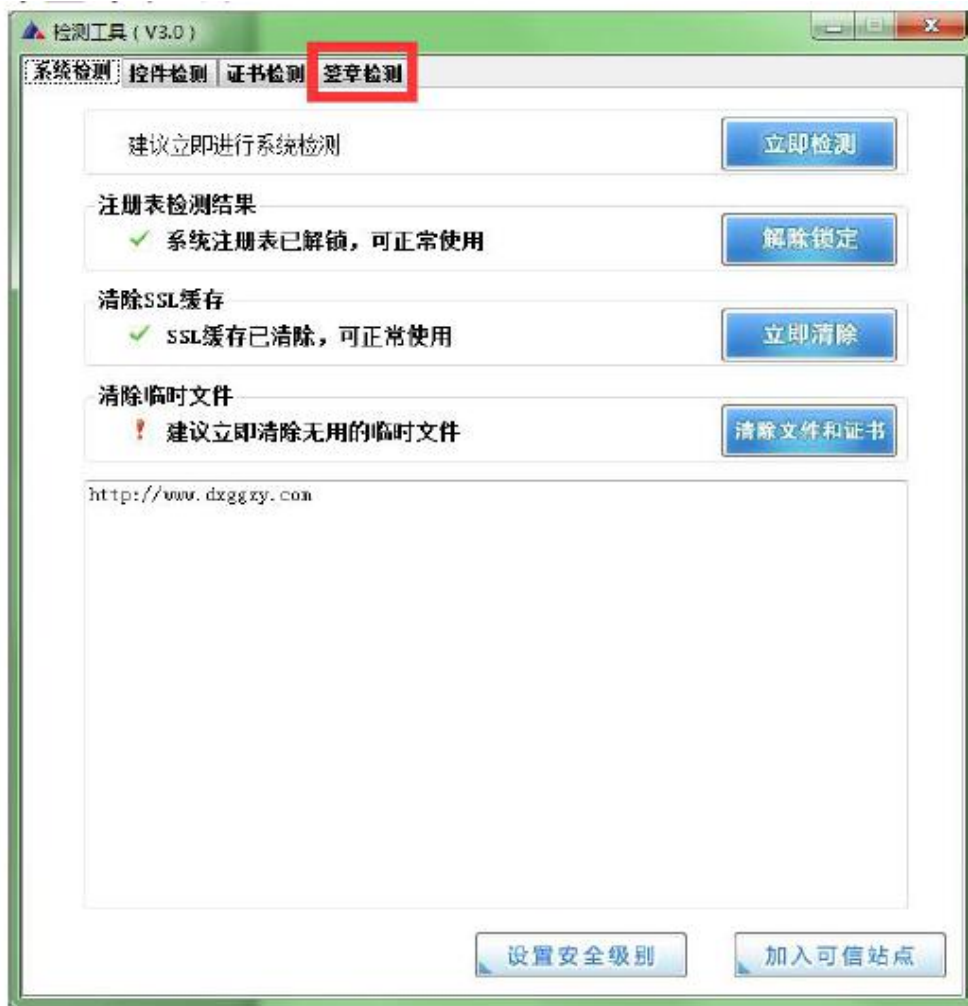 检测工具 ( V3.0 )
系统检测 控件检测 证书检测 签章检测
建议立即进行系统检测
立即检测
注册表检测结果
系统注册表已解锁，可正常使用
解除锁定
清除SSL缓存
SSL缓存已清除，可正常使用
立即清除
清除临时文件
建议立即清除无用的临时文件
清除文件和证书
http://www.dxggzy.com
设置安全级别
加入可信站点